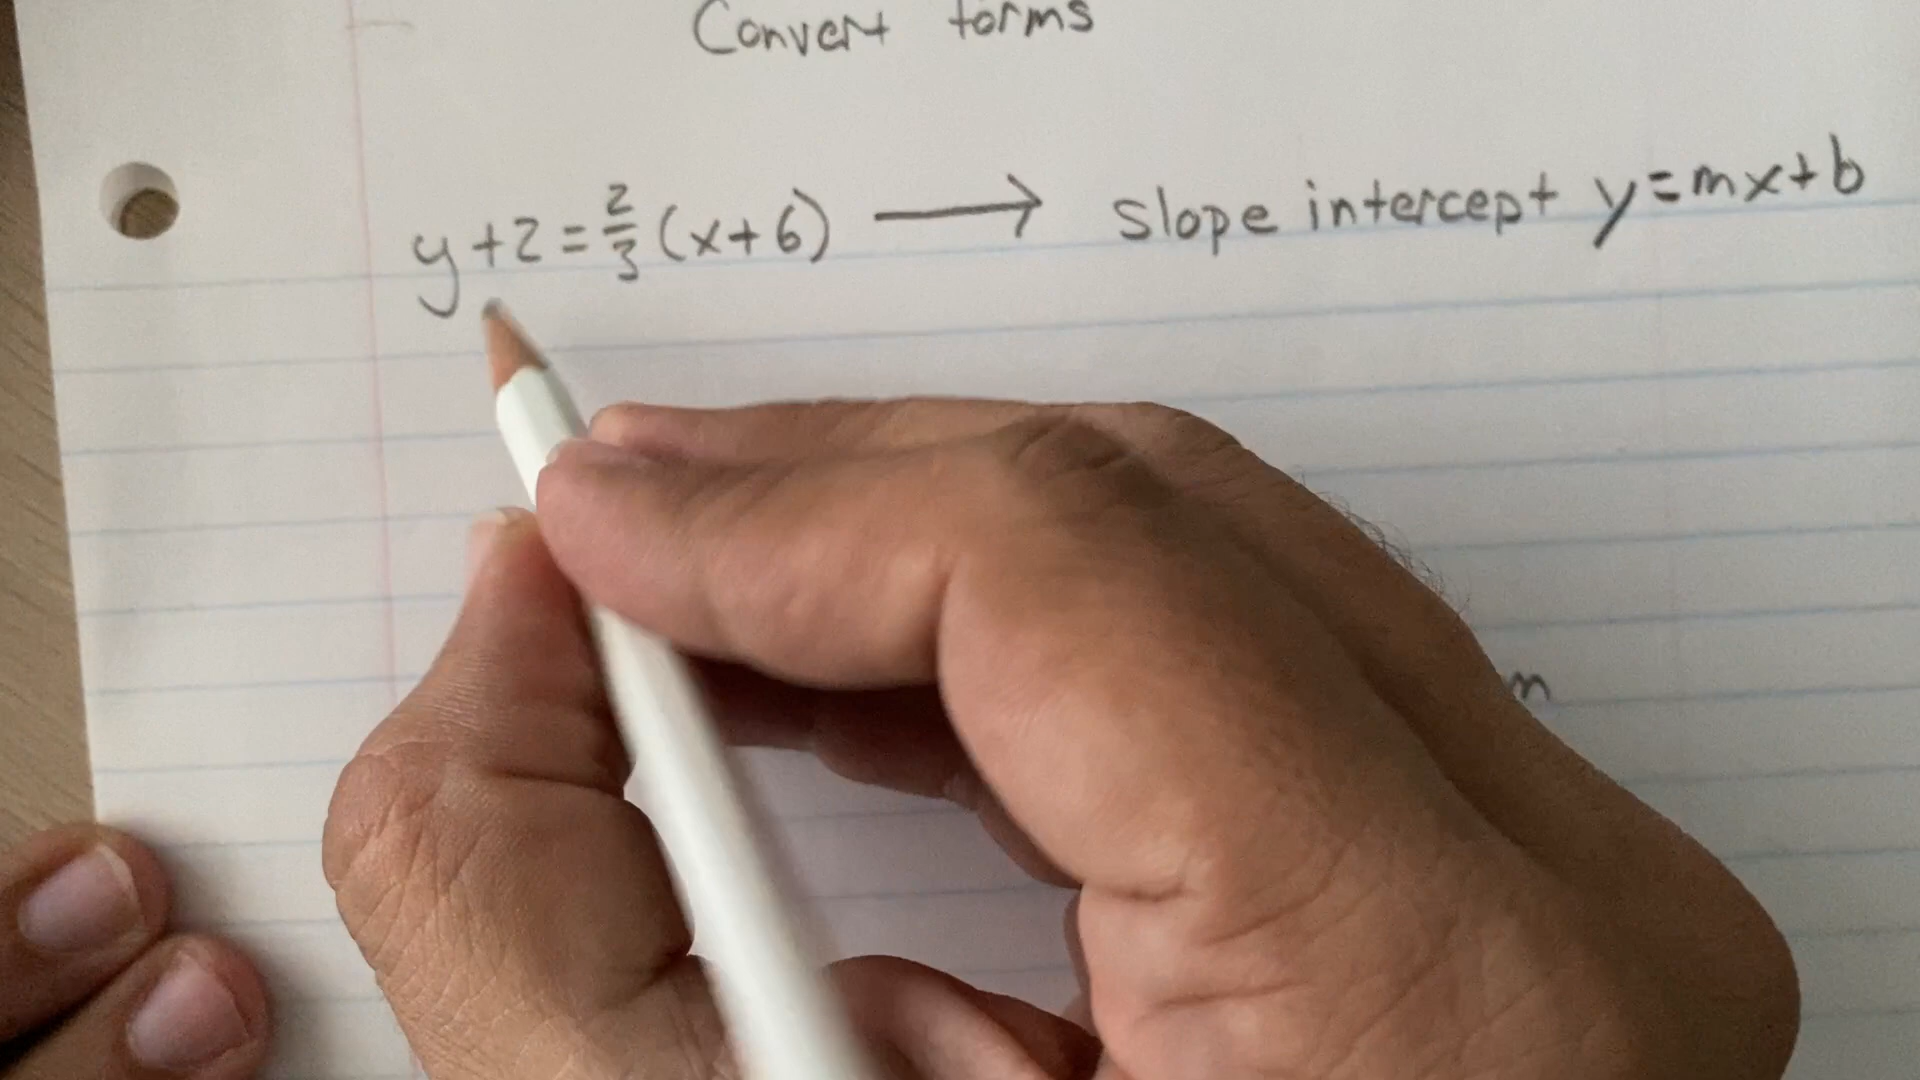 Convert forms
y+2=2/3(x+6) → slope intercept y=mx+b